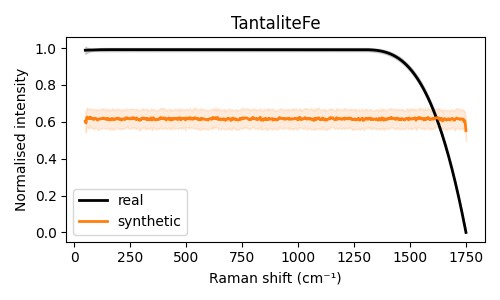 TantaliteFe
Normalised intensity
1.0
0.8
0.6
0.4
0.2
0.0
real
synthetic
0 250 500 750 1000 1250 1500 1750
Raman shift (cm⁻¹)